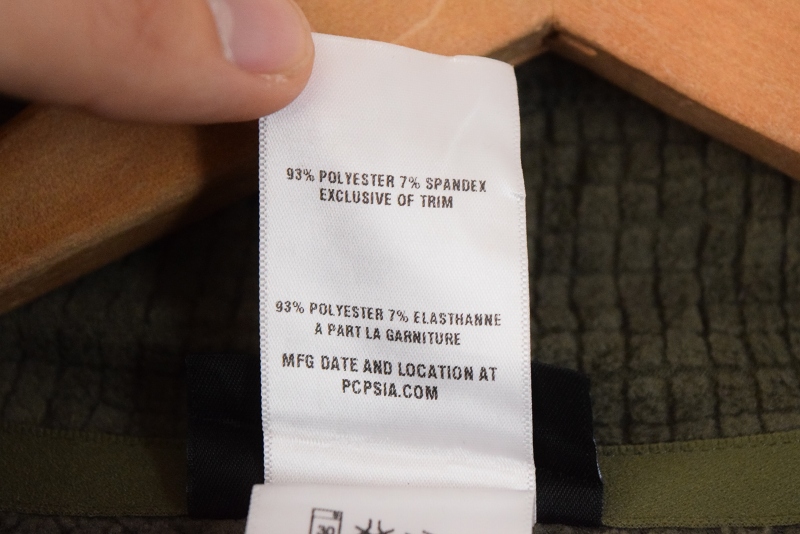 93% POLYESTER 7% SPANDEX
EXCLUSIVE OF TRIM
93% POLYESTER 7% ELASTHANNE
A PART LA GARNITURE
MFG DATE AND LOCATION AT
PCPSIA.COM
30